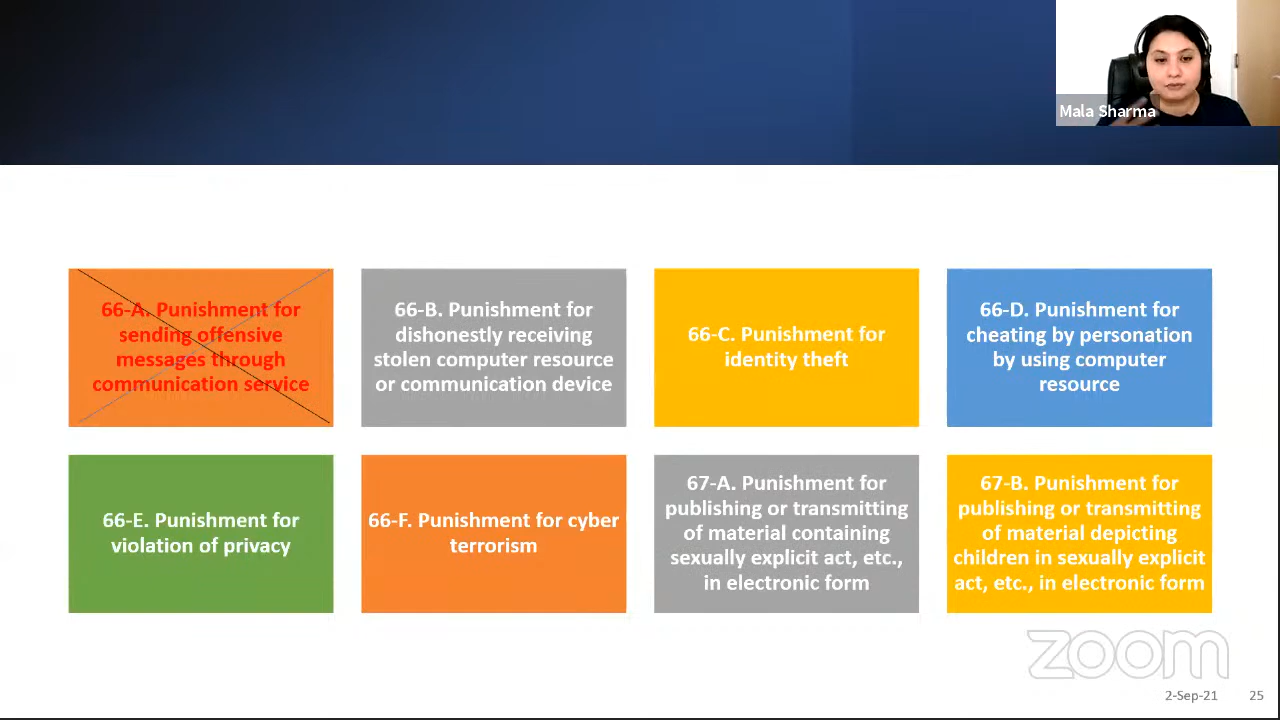 Mala Sharma
66-A. Punishment for
sending offensive
messages through
communication service
66-B. Punishment for
dishonestly receiving
stolen computer resource
or communication device
66-C. Punishment for
identity theft
66-D. Punishment for
cheating by personation
by using computer
resource
66-E. Punishment for
violation of privacy
66-F. Punishment for cyber
terrorism
67-A. Punishment for
publishing or transmitting
of material containing
sexually explicit act, etc.,
in electronic form
67-B. Punishment for
publishing or transmitting
of material depicting
children in sexually explicit
act, etc., in electronic form
zoom
2-Sep-21 25